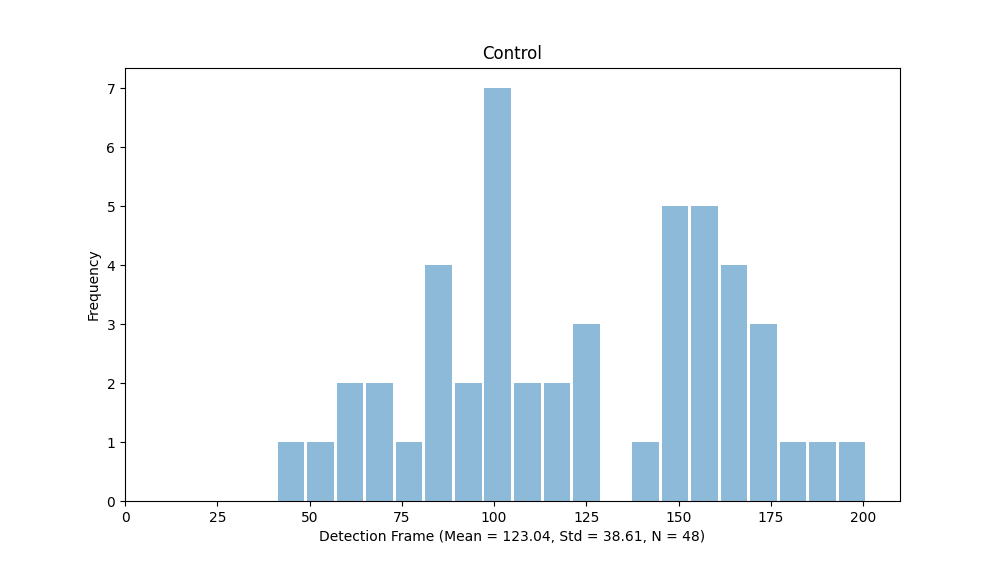 Control
7
6
5
4
3
2
1
0
Frequency
0 25 50 75 100 125 150 175 200
Detection Frame (Mean = 123.04, Std = 38.61, N = 48)